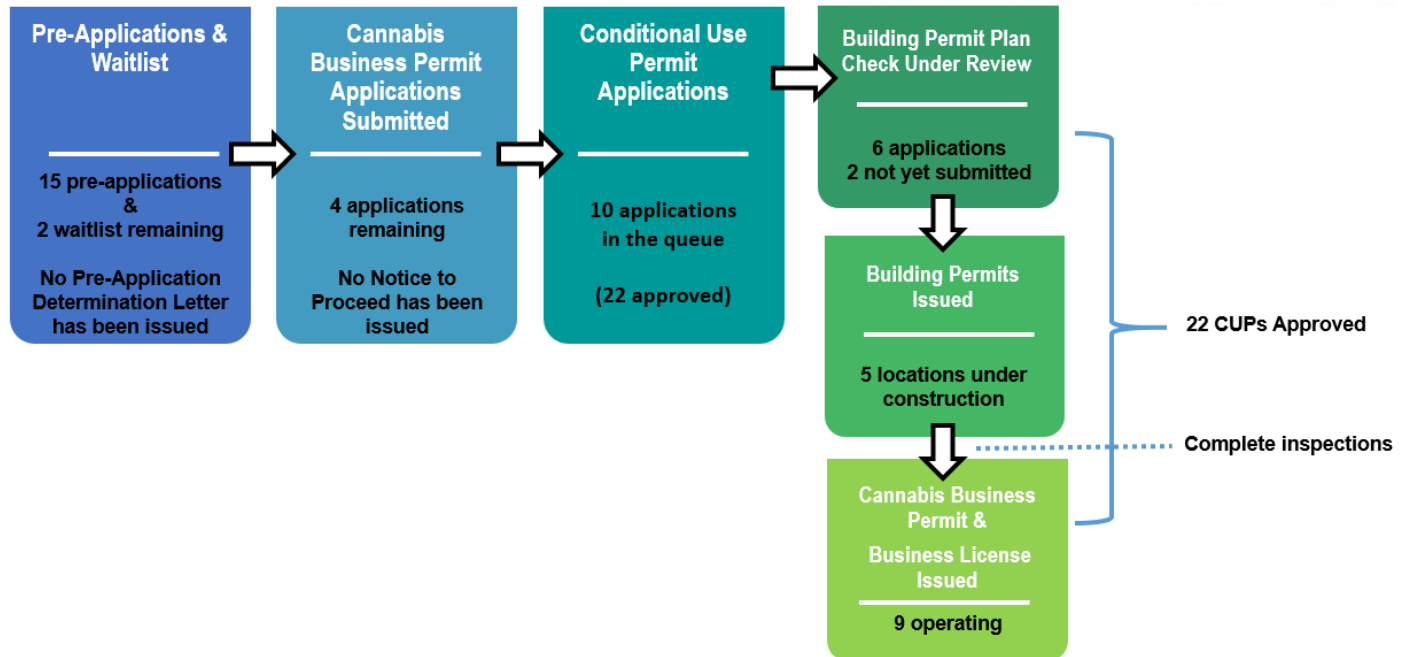 Pre-Applications &
Waitlist
15 pre-applications
&
2 waitlist remaining
No Pre-Application
Determination Letter
has been issued
Cannabis
Business Permit
Applications
Submitted
4 applications
remaining
No Notice to
Proceed has been
issued
Conditional Use
Permit
Applications
10 applications
in the queue
(22 approved)
Building Permit Plan
Check Under Review
6 applications
2 not yet submitted
Building Permits
Issued
5 locations under
construction
Cannabis Business
Permit &
Business License
Issued
9 operating
22 CUPs Approved
Complete inspections